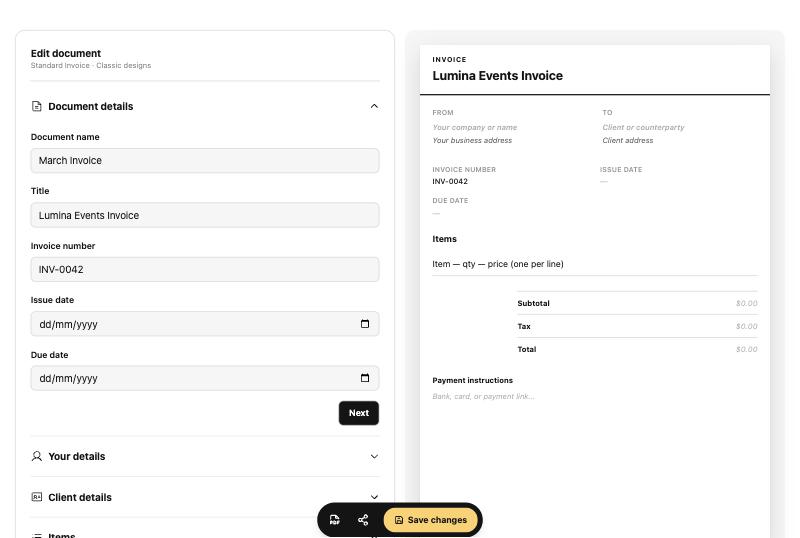 Edit document
Standard Invoice · Classic designs
Document details
Document name
March Invoice
Title
Lumina Events Invoice
Invoice number
INV-0042
Issue date
dd/mm/yyyy
Due date
dd/mm/yyyy
Next
Your details
Client details
Items
INVOICE
Lumina Events Invoice
FROM
TO
Your company or name
Client or counterparty
Your business address
Client address
INVOICE NUMBER
ISSUE DATE
INV-0042
—
DUE DATE
—
Items
Item — qty — price (one per line)
Subtotal $0.00
Tax $0.00
Total $0.00
Payment instructions
Bank, card, or payment link...
PDF
Save changes